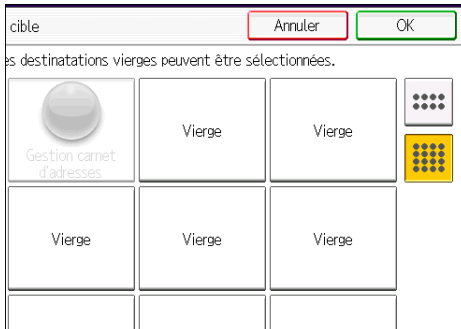 cible
Annuler
OK
es destinatations vierges peuvent être sélectionnées.
Gestion carnet
d'adresses
Vierge
Vierge
Vierge
Vierge
Vierge